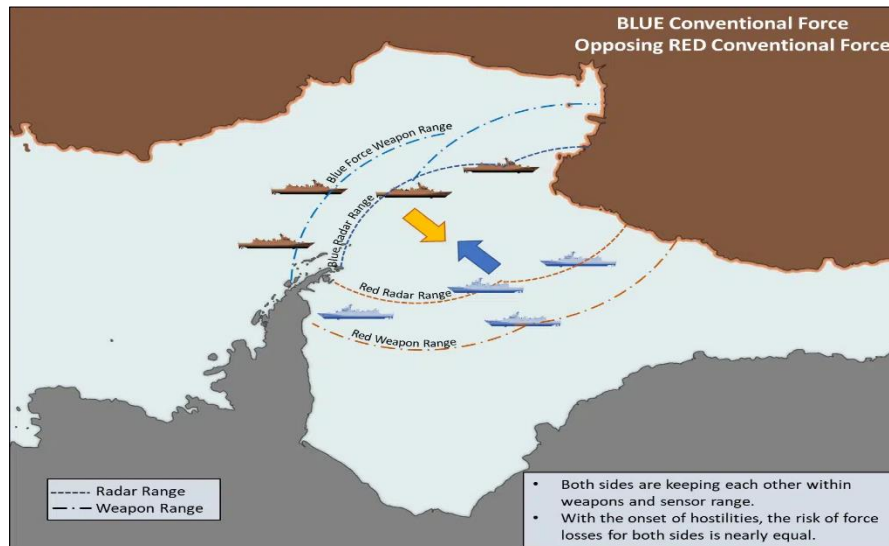 BLUE Conventional Force
Opposing RED Conventional Force
Blue Force Weapon Range
Blue Radar Range
Red Radar Range
Red Weapon Range
Radar Range
Weapon Range
• Both sides are keeping each other within
weapons and sensor range.
• With the onset of hostilities, the risk of force
losses for both sides is nearly equal.